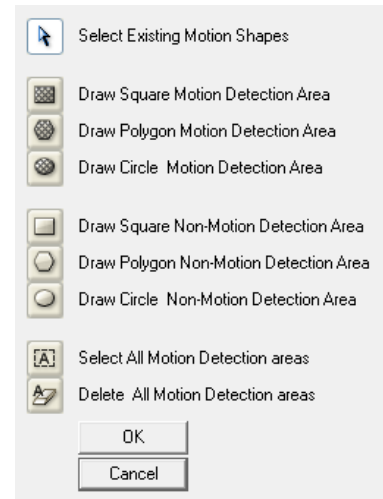 Select Existing Motion Shapes
Draw Square Motion Detection Area
Draw Polygon Motion Detection Area
Draw Circle  Motion Detection Area
Draw Square Non-Motion Detection Area
Draw Polygon Non-Motion Detection Area
Draw Circle  Non-Motion Detection Area
[A] Select All Motion Detection areas
A Delete  All Motion Detection areas
OK
Cancel